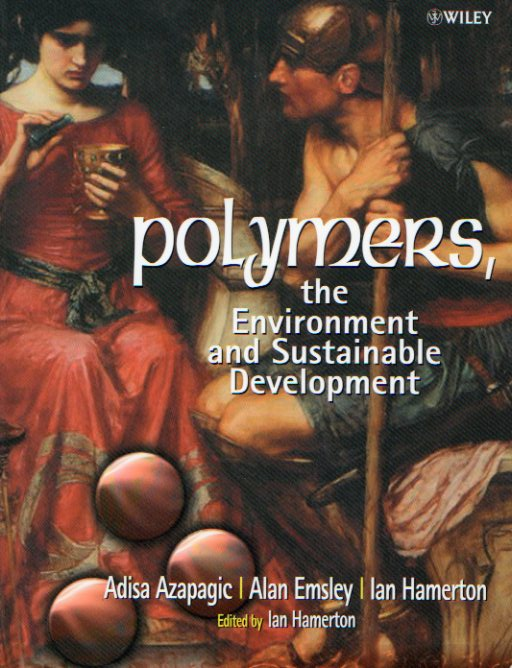 WILEY
polymers,
the
Environment
and Sustainable
Development
Adisa Azapagic | Alan Emsley | Ian Hamerton
Edited by Ian Hamerton